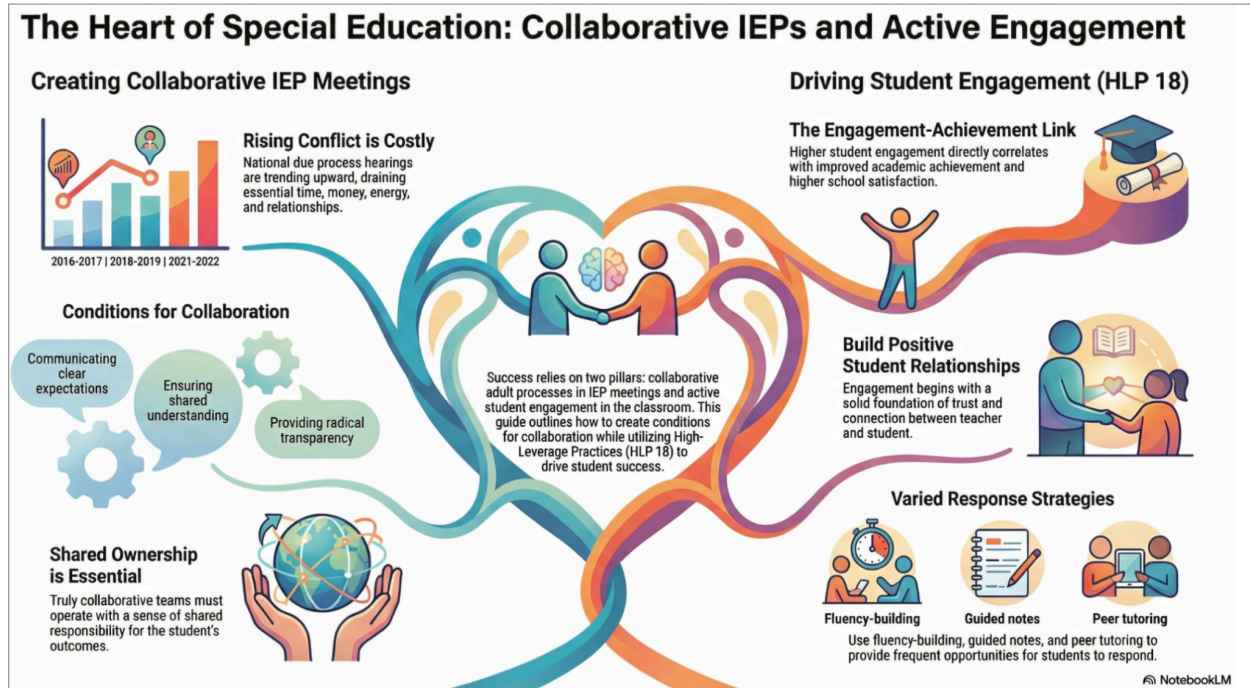 The Heart of Special Education: Collaborative IEPs and Active Engagement
Creating Collaborative IEP Meetings
Rising Conflict is Costly
National due process hearings
are trending upward, draining
essential time, money, energy,
and relationships.
2016-2017 | 2018-2019 | 2021-2022
Conditions for Collaboration
Communicating
clear
expectations
Ensuring
shared
understanding
Providing radical
transparency
Shared Ownership
is Essential
Truly collaborative teams must
operate with a sense of shared
responsibility for the student's
outcomes.
Success relies on two pillars: collaborative
adult processes in IEP meetings and active
student engagement in the classroom. This
guide outlines how to create conditions
for collaboration while utilizing High-
Leverage Practices (HLP 18) to
drive student success.
Driving Student Engagement (HLP 18)
The Engagement-Achievement Link
Higher student engagement directly correlates
with improved academic achievement and
higher school satisfaction.
Build Positive
Student Relationships
Engagement begins with a
solid foundation of trust and
connection between teacher
and student.
Varied Response Strategies
Fluency-building
Guided notes
Peer tutoring
Use fluency-building, guided notes, and peer tutoring to
provide frequent opportunities for students to respond.
NotebookLM